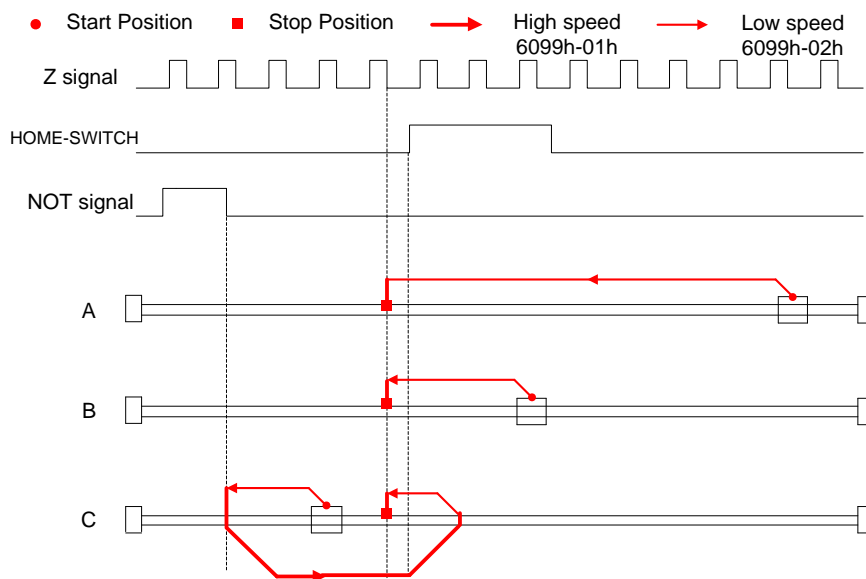 Start Position
Stop Position
High speed
6099h-01h
Low speed
6099h-02h
Z signal
HOME-SWITCH
NOT signal
A
B
C